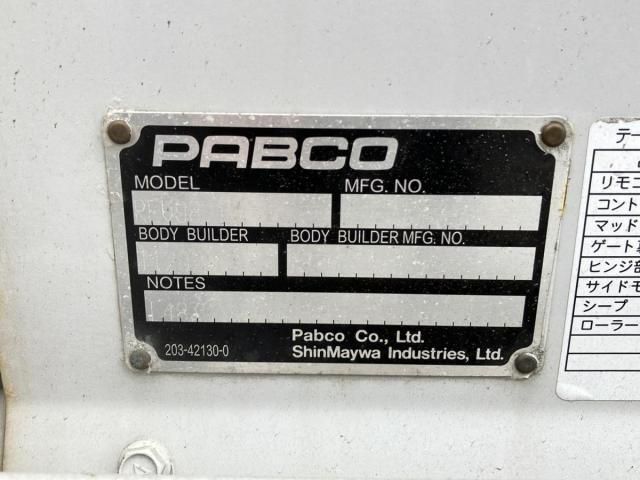 PABCO
MODEL MFG. NO.
BODY BUILDER BODY BUILDER MFG. NO.
NOTES
203-42130-0
Pabco Co., Ltd.
ShinMaywa Industries, Ltd.
テー
リモコ
コント
マッド
ゲート
ヒンジ部
サイドモ
シープ
ローラー